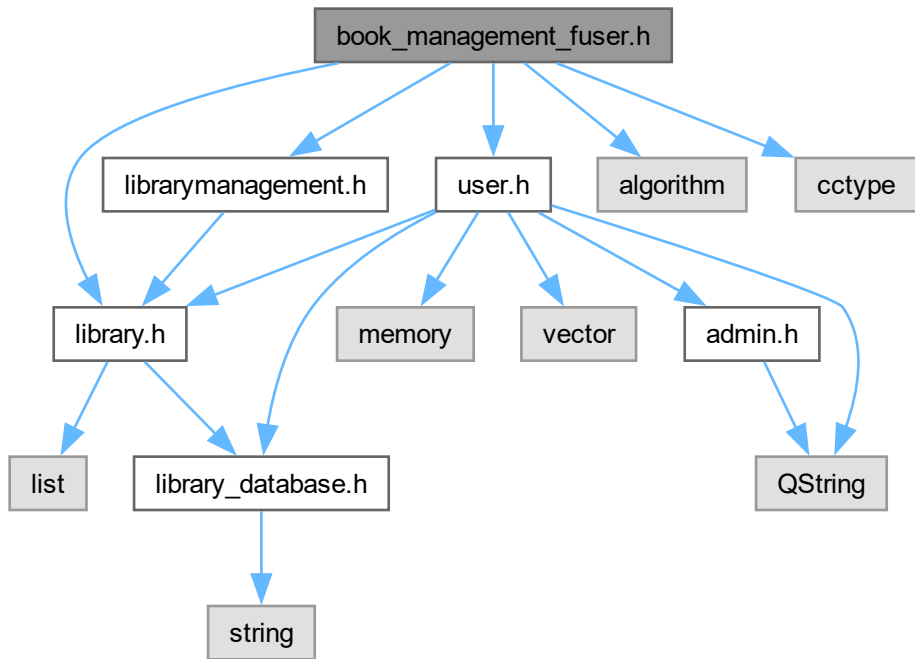 book_management_fuser.h
librarymanagement.h
user.h
algorithm
cctype
library.h
memory
vector
admin.h
list
library_database.h
QString
string